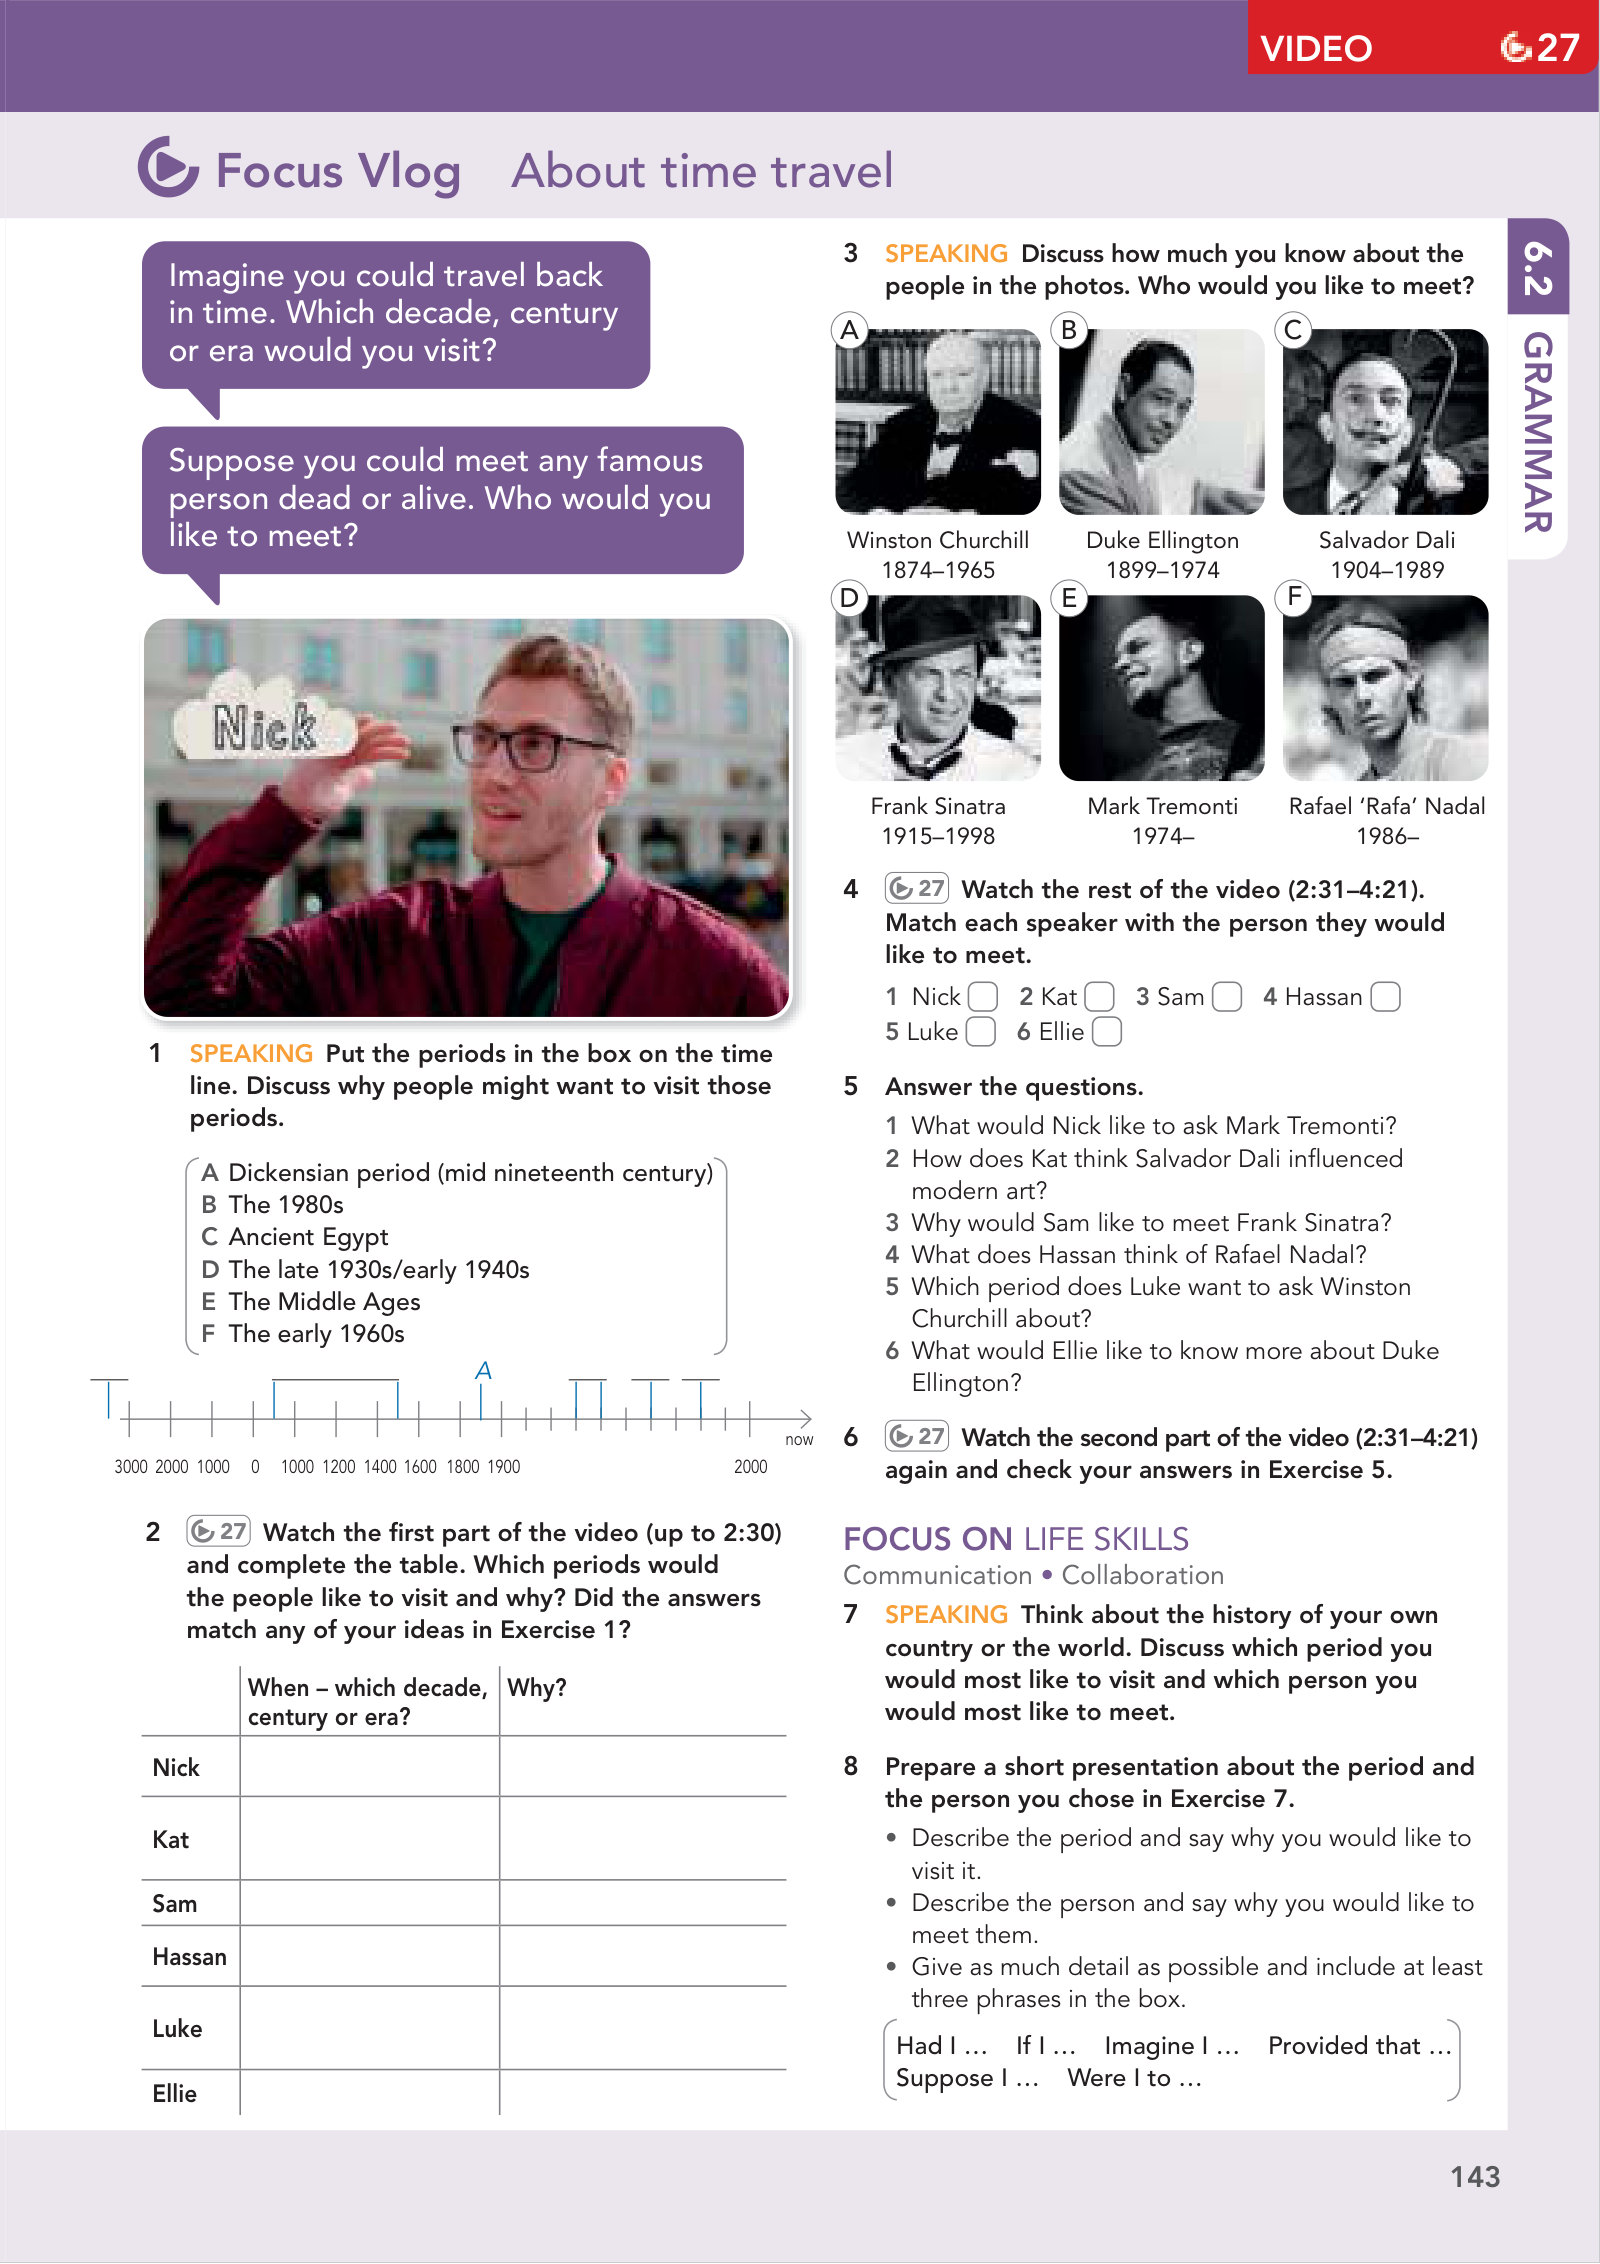 VIDEO 27
Focus Vlog About time travel
Imagine you could travel back
in time. Which decade, century
or era would you visit?
Suppose you could meet any famous
person dead or alive. Who would you
like to meet?
Nick
1 SPEAKING Put the periods in the box on the time
line. Discuss why people might want to visit those
periods.
A Dickensian period (mid nineteenth century)
B The 1980s
C Ancient Egypt
D The late 1930s/early 1940s
E The Middle Ages
F The early 1960s
A
now
3000 2000 1000 0 1000 1200 1400 1600 1800 1900 2000
2 27 Watch the first part of the video (up to 2:30)
and complete the table. Which periods would
the people like to visit and why? Did the answers
match any of your ideas in Exercise 1?
When – which decade, Why?
century or era?
Nick
Kat
Sam
Hassan
Luke
Ellie
3 SPEAKING Discuss how much you know about the
people in the photos. Who would you like to meet?
A B C
Winston Churchill Duke Ellington Salvador Dali
1874–1965 1899–1974 1904–1989
D E F
Frank Sinatra Mark Tremonti Rafael ‘Rafa’ Nadal
1915–1998 1974– 1986–
4 27 Watch the rest of the video (2:31–4:21).
Match each speaker with the person they would
like to meet.
1 Nick 2 Kat 3 Sam 4 Hassan
5 Luke 6 Ellie
5 Answer the questions.
1 What would Nick like to ask Mark Tremonti?
2 How does Kat think Salvador Dali influenced
modern art?
3 Why would Sam like to meet Frank Sinatra?
4 What does Hassan think of Rafael Nadal?
5 Which period does Luke want to ask Winston
Churchill about?
6 What would Ellie like to know more about Duke
Ellington?
6 27 Watch the second part of the video (2:31–4:21)
again and check your answers in Exercise 5.
FOCUS ON LIFE SKILLS
Communication • Collaboration
7 SPEAKING Think about the history of your own
country or the world. Discuss which period you
would most like to visit and which person you
would most like to meet.
8 Prepare a short presentation about the period and
the person you chose in Exercise 7.
• Describe the period and say why you would like to
visit it.
• Describe the person and say why you would like to
meet them.
• Give as much detail as possible and include at least
three phrases in the box.
Had I … If I … Imagine I … Provided that …
Suppose I … Were I to …
6.2 GRAMMAR
143